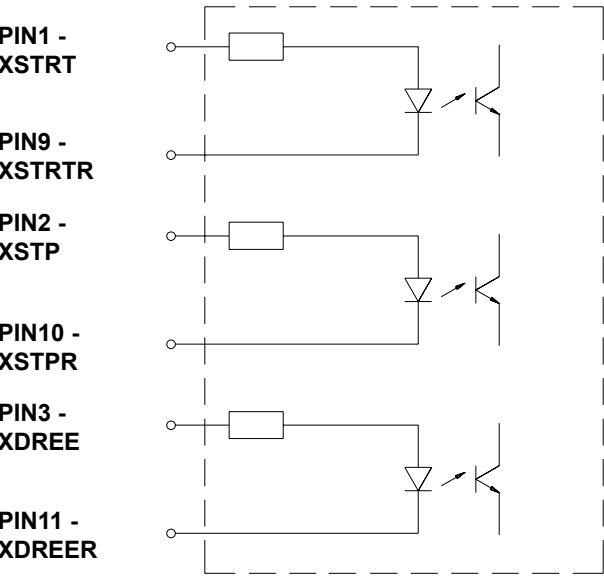 PIN1 -
XSTRT
PIN9 -
XSTRTR
PIN2 -
XSTP
PIN10 -
XSTPR
PIN3 -
XDREE
PIN11 -
XDREER